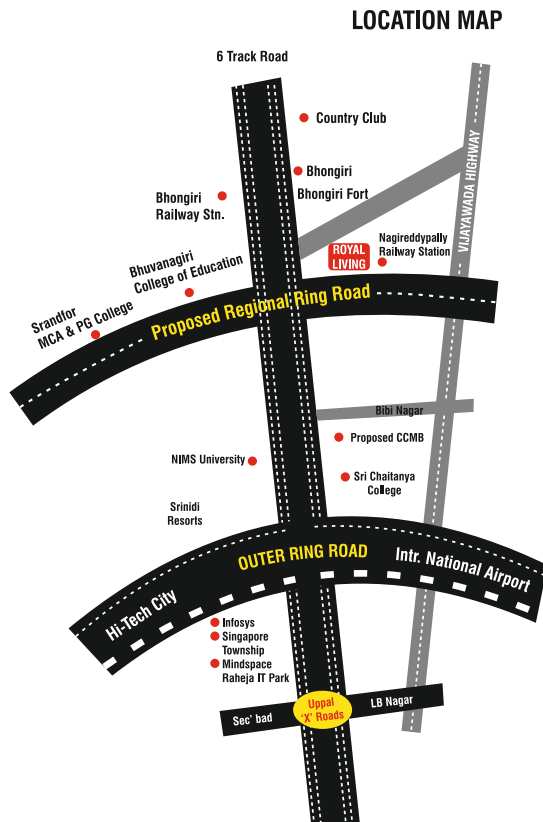 LOCATION MAP
6 Track Road
Country Club
VIJAYAWADA HIGHWAY
Bhongiri
Bhongiri Fort
Bhongiri
Railway Stn.
ROYAL
LIVING
Nagireddypally
Railway Station
Bhuvanagiri
College of Education
Srandfor
MCA & PG College
Proposed Regional Ring Road
Bibi Nagar
Proposed CCMB
NIMS University
Sri Chaitanya
College
Srinidi
Resorts
OUTER RING ROAD
Intr. National Airport
Hi-Tech City
Infosys
Singapore
Township
Mindspace
Raheja IT Park
Uppal
'X' Roads
LB Nagar
Sec' bad